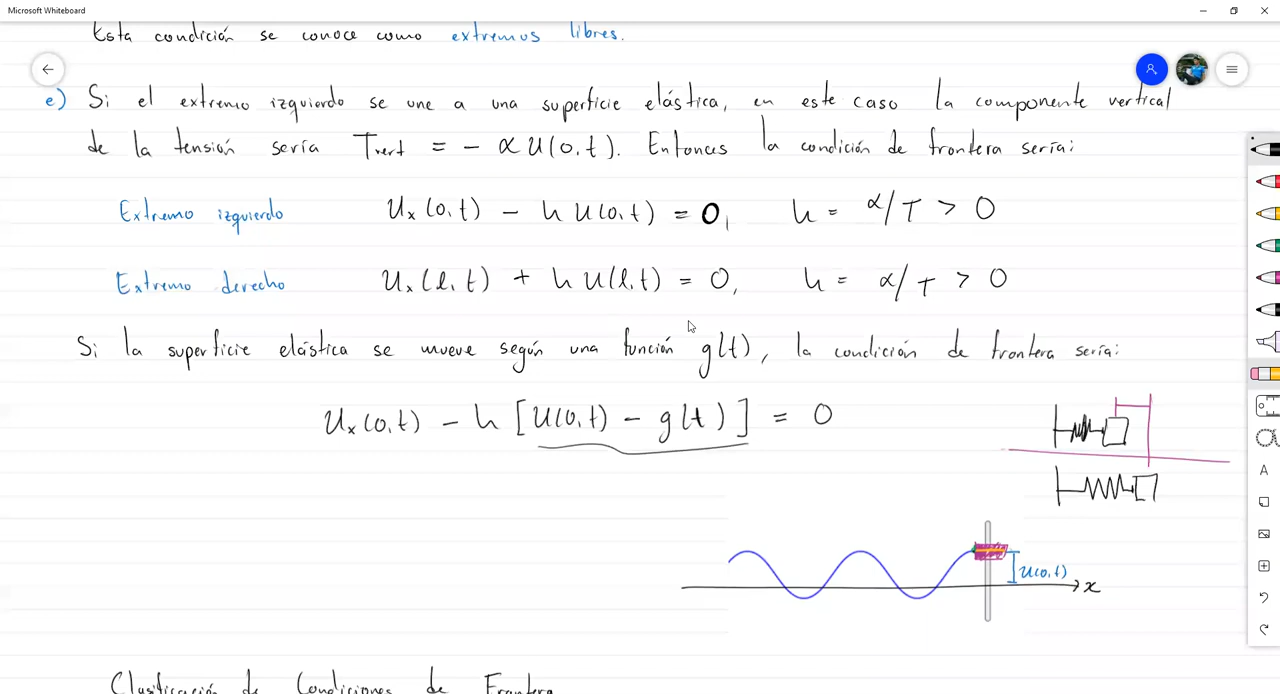 Microsoft Whiteboard
Esta condición se conoce como extremos libres.
e) Si el extremo izquierdo se une a una superficie elástica, en este caso la componente vertical
de la tensión sería Tvert = - αu(0,t). Entonces la condición de frontera sería:
Extremo izquierdo ux(0,t) - h u(0,t) = 0, h = α/T > 0
Extremo derecho ux(l,t) + h u(l,t) = 0, h = α/T > 0
Si la superficie elástica se mueve según una función g(t), la condición de frontera sería:
ux(0,t) - h [u(0,t) - g(t)] = 0
u(0,t)
x
A
Clasificación de Condiciones de Frontera